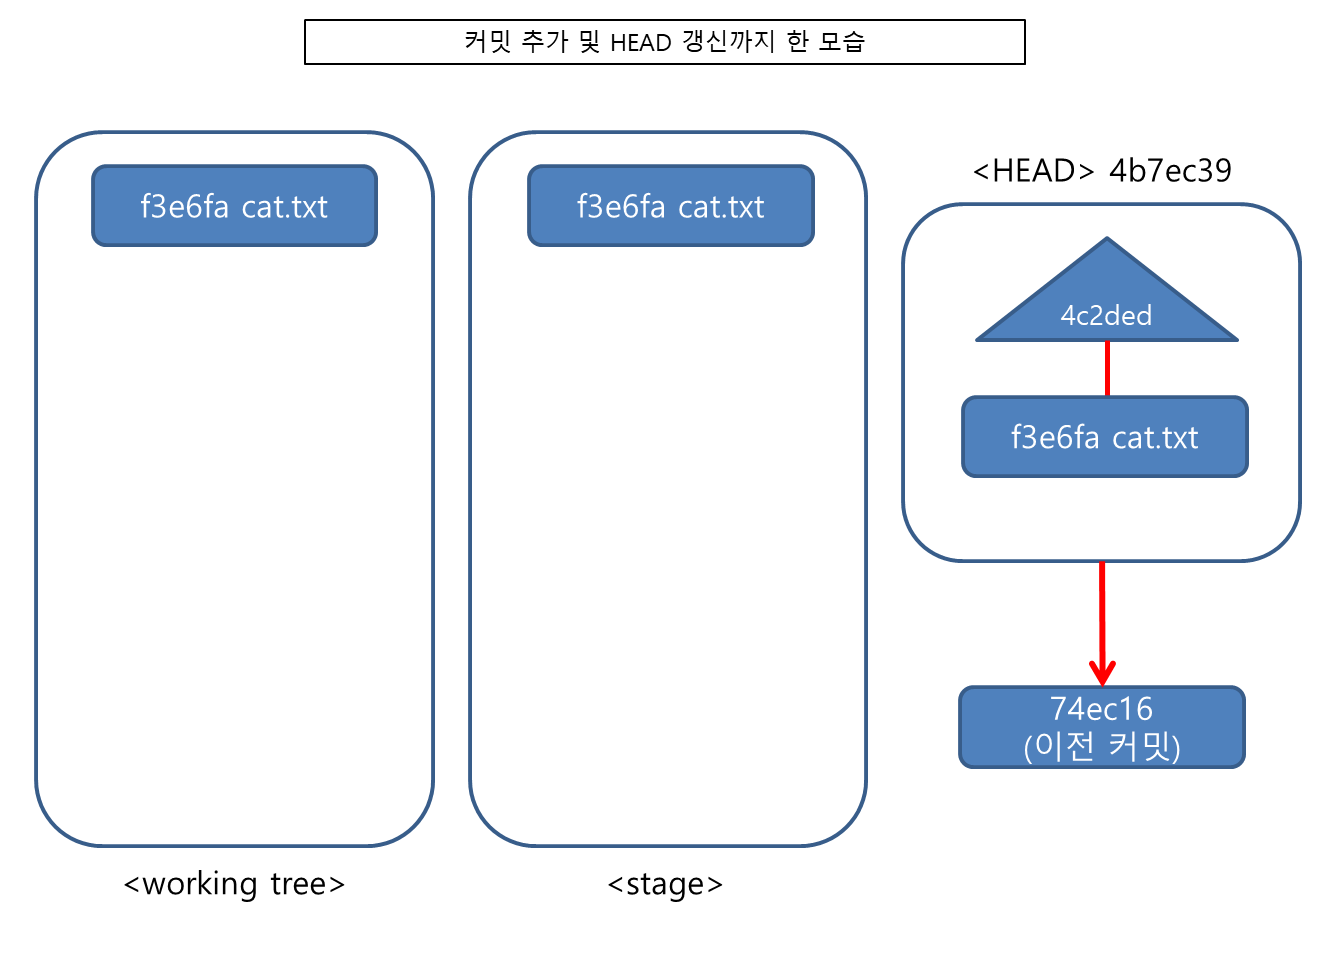 커밋 추가 및 HEAD 갱신까지 한 모습
f3e6fa cat.txt
f3e6fa cat.txt
<HEAD> 4b7ec39
4c2ded
f3e6fa cat.txt
74ec16
(이전 커밋)
<working tree>
<stage>